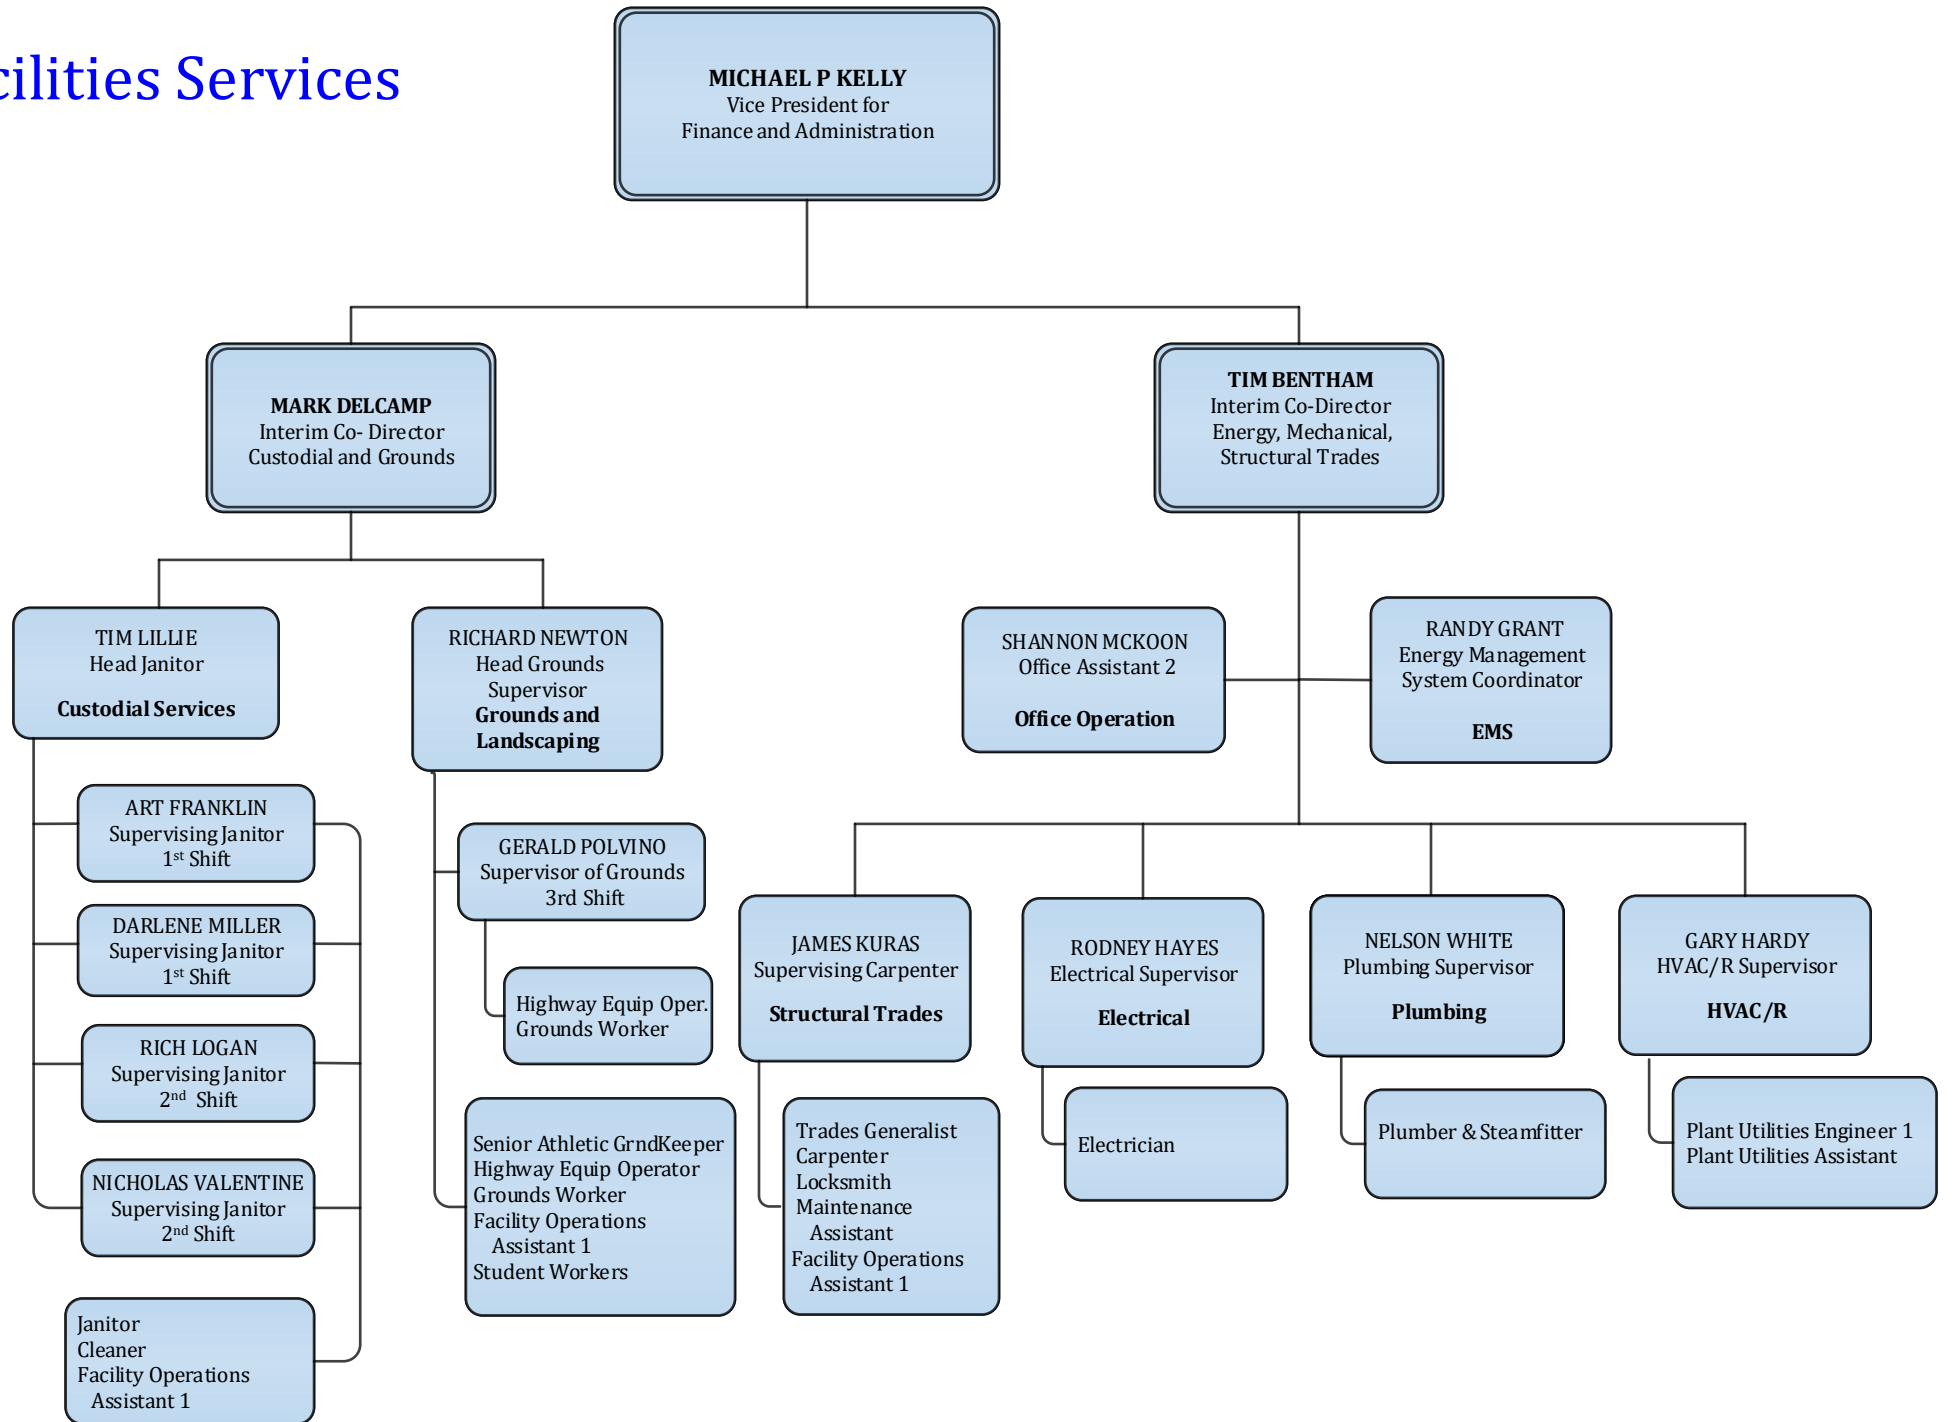 cilities Services
MICHAEL P KELLY
Vice President for
Finance and Administration
MARK DELCAMP
Interim Co- Director
Custodial and Grounds
TIM BENTHAM
Interim Co-Director
Energy, Mechanical,
Structural Trades
TIM LILLIE
Head Janitor
Custodial Services
RICHARD NEWTON
Head Grounds
Supervisor
Grounds and
Landscaping
SHANNON MCKOON
Office Assistant 2
Office Operation
RANDY GRANT
Energy Management
System Coordinator
EMS
ART FRANKLIN
Supervising Janitor
1st Shift
DARLENE MILLER
Supervising Janitor
1st Shift
RICH LOGAN
Supervising Janitor
2nd Shift
NICHOLAS VALENTINE
Supervising Janitor
2nd Shift
Janitor
Cleaner
Facility Operations
Assistant 1
GERALD POLVINO
Supervisor of Grounds
3rd Shift
Highway Equip Oper.
Grounds Worker
Senior Athletic GrndKeeper
Highway Equip Operator
Grounds Worker
Facility Operations
Assistant 1
Student Workers
JAMES KURAS
Supervising Carpenter
Structural Trades
Trades Generalist
Carpenter
Locksmith
Maintenance
Assistant
Facility Operations
Assistant 1
RODNEY HAYES
Electrical Supervisor
Electrical
Electrician
NELSON WHITE
Plumbing Supervisor
Plumbing
Plumber & Steamfitter
GARY HARDY
HVAC/R Supervisor
HVAC/R
Plant Utilities Engineer 1
Plant Utilities Assistant